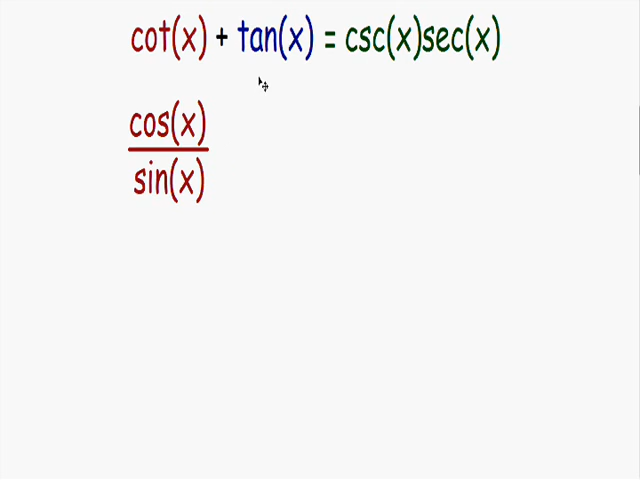 cot(x) + tan(x) = csc(x)sec(x)
cos(x)
sin(x)